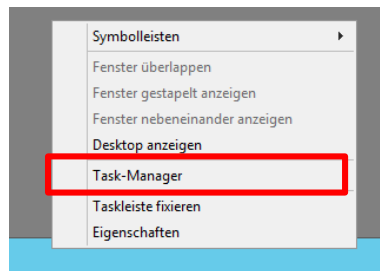 Symbolleisten
Fenster überlappen
Fenster gestapelt anzeigen
Fenster nebeneinander anzeigen
Desktop anzeigen
Task-Manager
Taskleiste fixieren
Eigenschaften